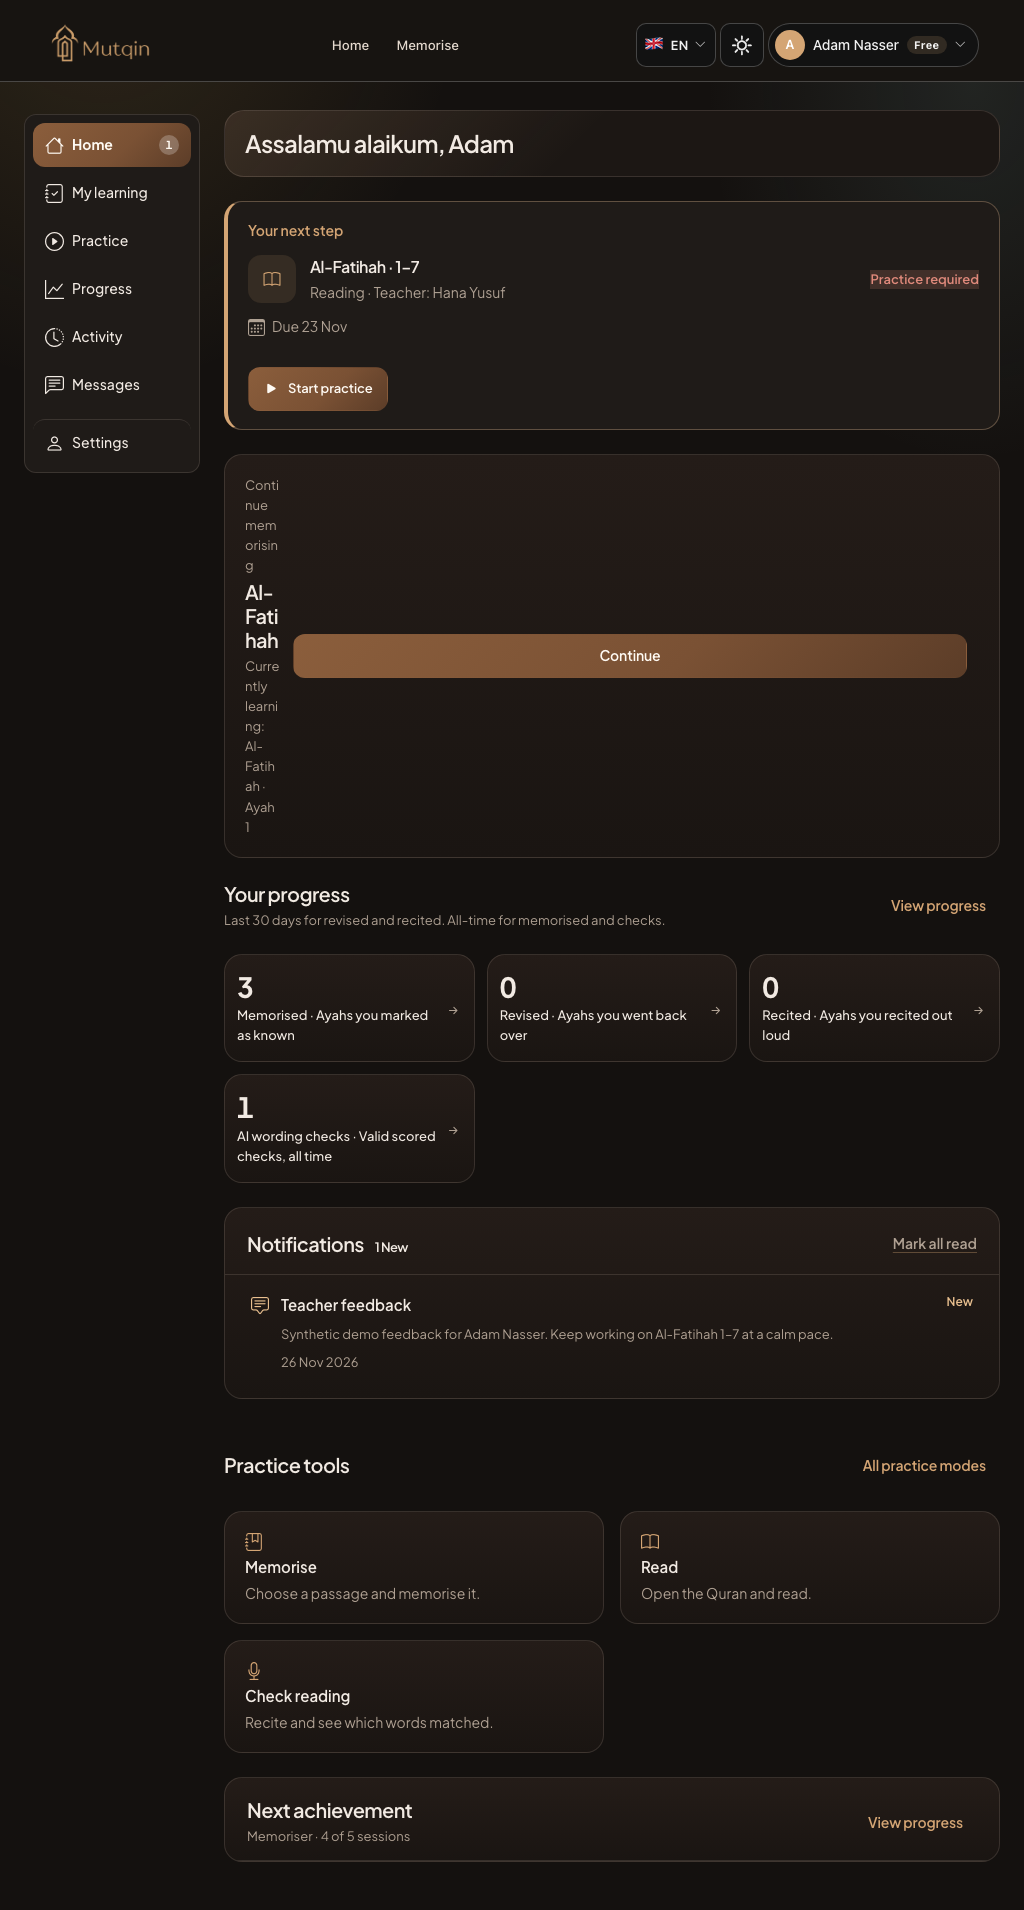 Mutqin
Home
Memorise
EN
A
Adam Nasser
Free
Home
1
My learning
Practice
Progress
Activity
Messages
Settings
Assalamu alaikum, Adam
Your next step
Al-Fatihah · 1–7
Reading · Teacher: Hana Yusuf
Practice required
Due 23 Nov
Start practice
Conti
nue
mem
orisin
g
Al-
Fati
hah
Curre
ntly
learni
ng:
Al-
Fatih
ah ·
Ayah
1
Continue
Your progress
Last 30 days for revised and recited. All-time for memorised and checks.
View progress
3
Memorised · Ayahs you marked
as known
→
0
Revised · Ayahs you went back
over
→
0
Recited · Ayahs you recited out
loud
→
1
AI wording checks · Valid scored
checks, all time
→
Notifications
1 New
Mark all read
Teacher feedback
New
Synthetic demo feedback for Adam Nasser. Keep working on Al-Fatihah 1–7 at a calm pace.
26 Nov 2026
Practice tools
All practice modes
Memorise
Choose a passage and memorise it.
Read
Open the Quran and read.
Check reading
Recite and see which words matched.
Next achievement
Memoriser · 4 of 5 sessions
View progress